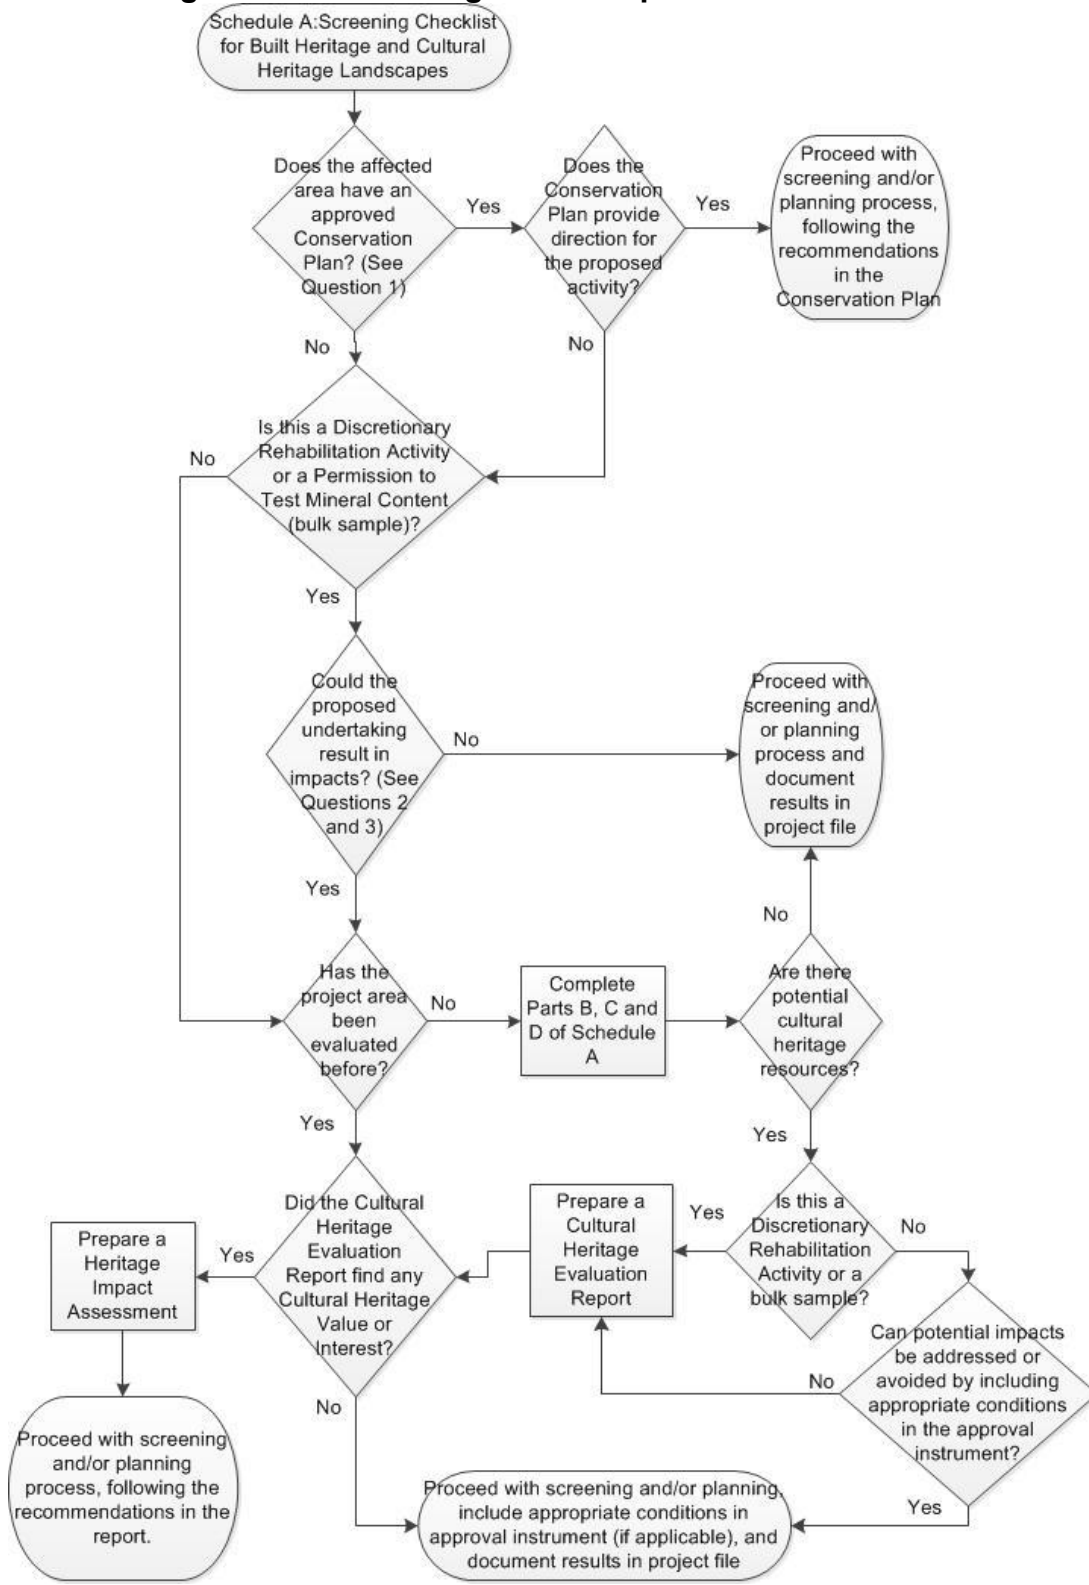 Schedule A:Screening Checklist
for Built Heritage and Cultural
Heritage Landscapes
Does the affected
area have an
approved
Conservation
Plan? (See
Question 1)
Yes
Does the
Conservation
Plan provide
direction for
the proposed
activity?
Yes
Proceed with
screening and/or
planning process,
following the
recommendations
in the
Conservation Plan
No
No
Is this a Discretionary
Rehabilitation Activity
or a Permission to
Test Mineral Content
(bulk sample)?
No
Yes
Could the
proposed
undertaking
result in
impacts? (See
Questions 2
and 3)
No
Proceed with
screening and/
or planning
process and
document
results in
project file
Yes
No
Has the
project area
been
evaluated
before?
No
Complete
Parts B, C and
D of Schedule
A
Are there
potential
cultural
heritage
resources?
Yes
Yes
Did the Cultural
Heritage
Evaluation
Report find any
Cultural Heritage
Value or
Interest?
Prepare a
Cultural
Heritage
Evaluation
Report
Yes
Is this a
Discretionary
Rehabilitation
Activity or a
bulk sample?
No
Prepare a
Heritage
Impact
Assessment
Yes
Can potential impacts
be addressed or
avoided by including
appropriate conditions
in the approval
instrument?
No
No
Yes
Proceed with screening
and/or planning
process, following the
recommendations in the
report.
Proceed with screening and/or planning,
include appropriate conditions in
approval instrument (if applicable), and
document results in project file